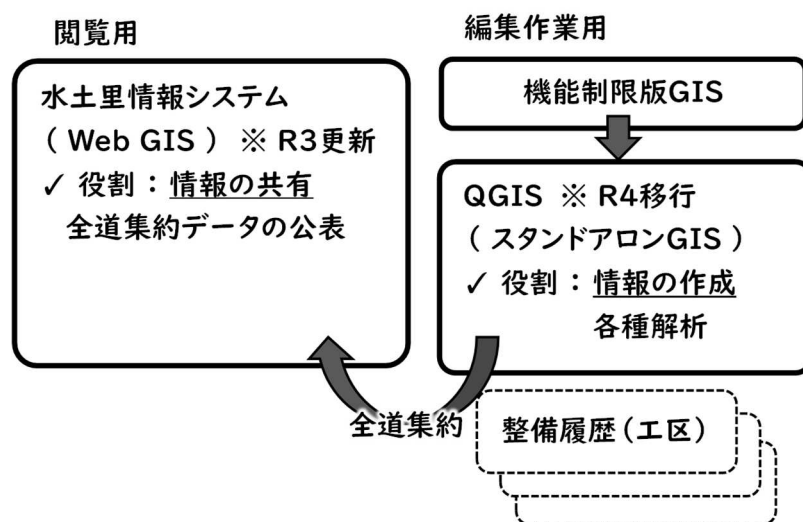 閲覧用
水土里情報システム
( Web GIS ) ※ R3更新
✓ 役割 : 情報の共有
全道集約データの公表
編集作業用
機能制限版GIS
QGIS ※ R4移行
( スタンドアロンGIS )
✓ 役割 : 情報の作成
各種解析
全道集約
整備履歴(工区)